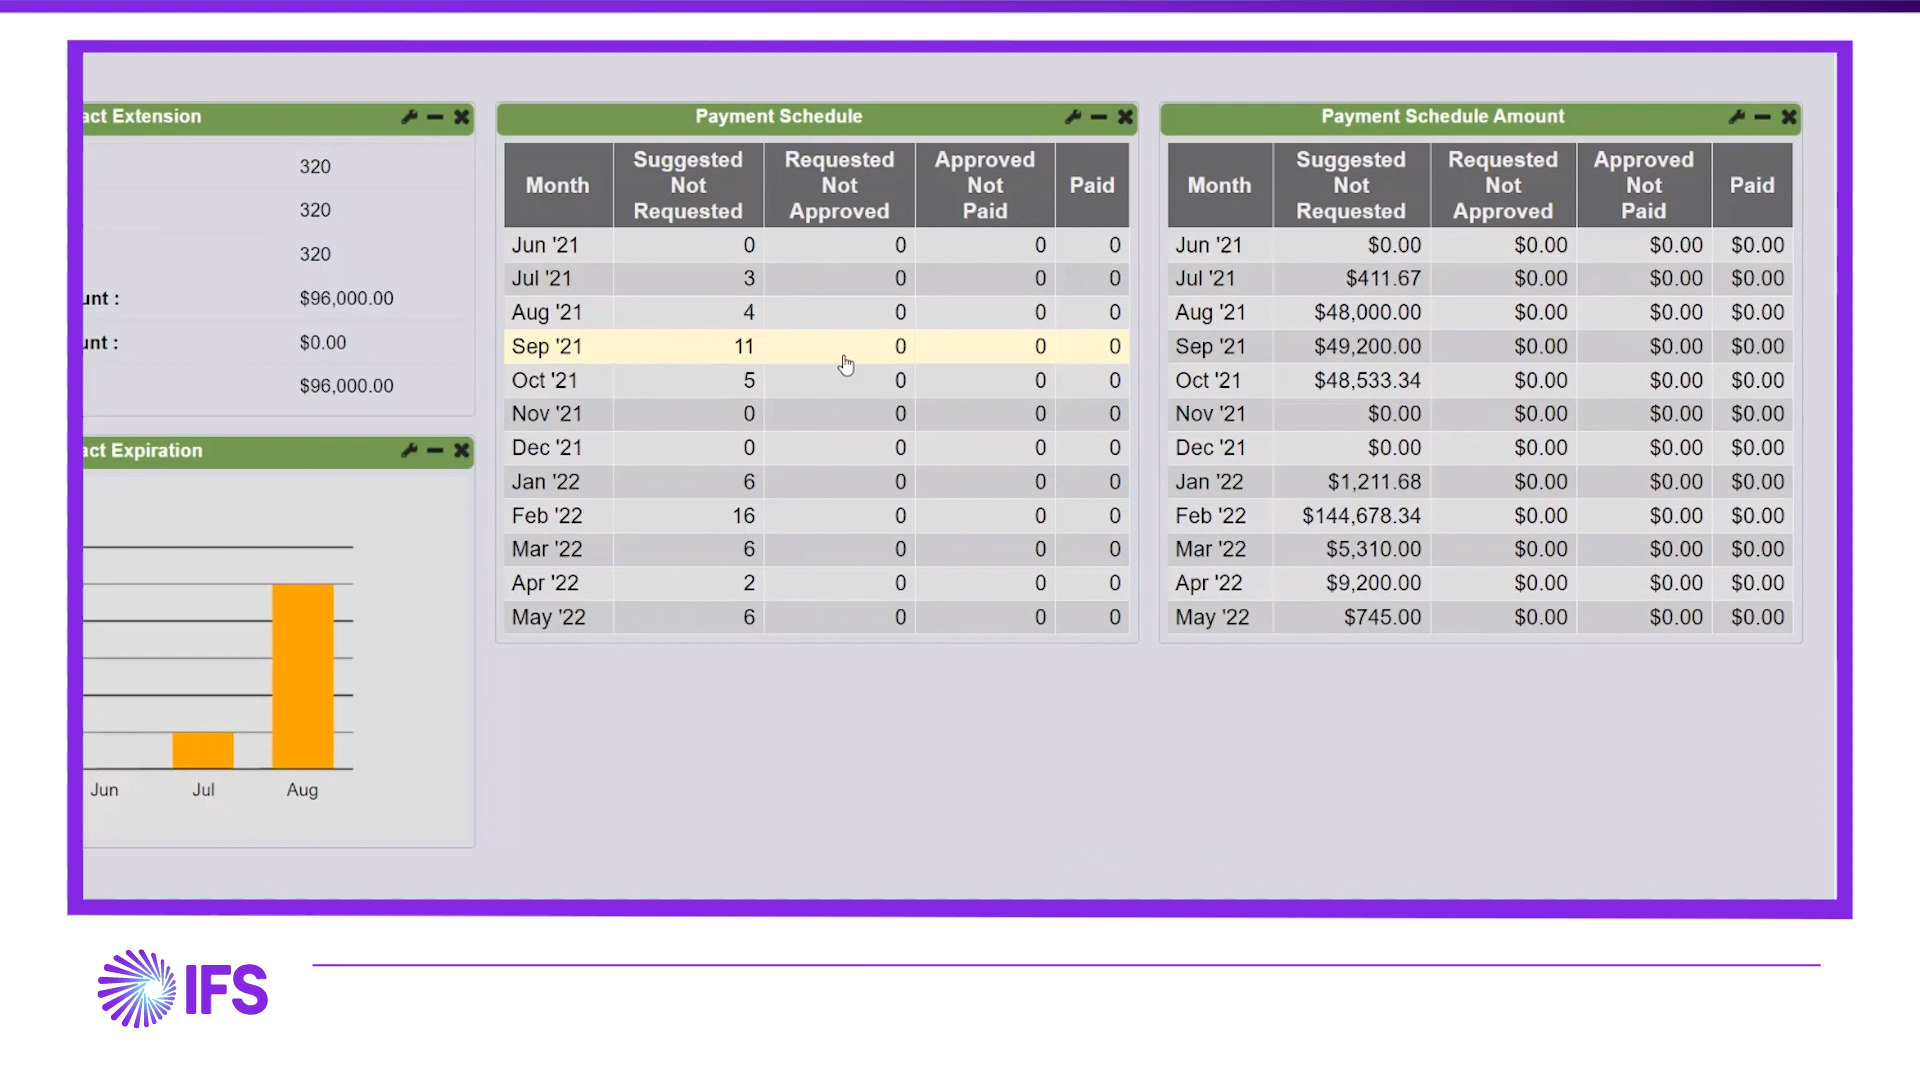 act Extension
320
320
320
unt : $96,000.00
unt : $0.00
$96,000.00
act Expiration
Jun Jul Aug
Payment Schedule
Month Suggested Not Requested Requested Not Approved Approved Not Paid Paid
Jun '21 0 0 0 0
Jul '21 3 0 0 0
Aug '21 4 0 0 0
Sep '21 11 0 0 0
Oct '21 5 0 0 0
Nov '21 0 0 0 0
Dec '21 0 0 0 0
Jan '22 6 0 0 0
Feb '22 16 0 0 0
Mar '22 6 0 0 0
Apr '22 2 0 0 0
May '22 6 0 0 0
Payment Schedule Amount
Month Suggested Not Requested Requested Not Approved Approved Not Paid Paid
Jun '21 $0.00 $0.00 $0.00 $0.00
Jul '21 $411.67 $0.00 $0.00 $0.00
Aug '21 $48,000.00 $0.00 $0.00 $0.00
Sep '21 $49,200.00 $0.00 $0.00 $0.00
Oct '21 $48,533.34 $0.00 $0.00 $0.00
Nov '21 $0.00 $0.00 $0.00 $0.00
Dec '21 $0.00 $0.00 $0.00 $0.00
Jan '22 $1,211.68 $0.00 $0.00 $0.00
Feb '22 $144,678.34 $0.00 $0.00 $0.00
Mar '22 $5,310.00 $0.00 $0.00 $0.00
Apr '22 $9,200.00 $0.00 $0.00 $0.00
May '22 $745.00 $0.00 $0.00 $0.00
IFS